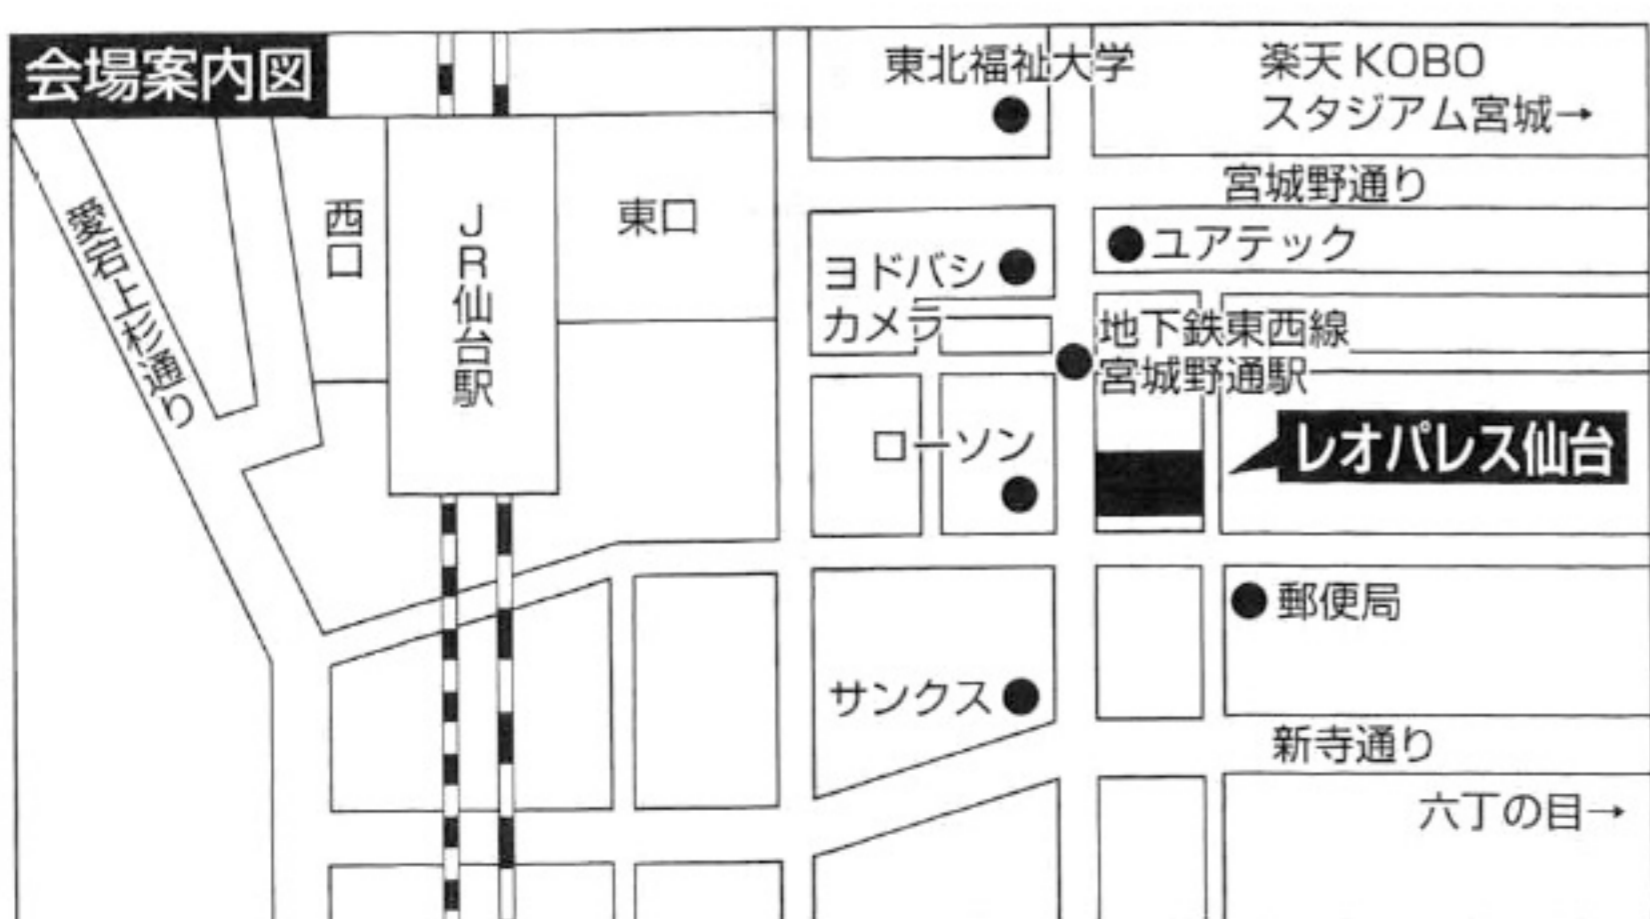 会場案内図
東北福祉大学
楽天KOBO
スタジアム宮城→
宮城野通り
愛宕上杉通り
西口
JR仙台駅
東口
ヨドバシ
カメラ
ユアテック
地下鉄東西線
宮城野通駅
ローソン
レオパレス仙台
郵便局
サンクス
新寺通り
六丁の目→